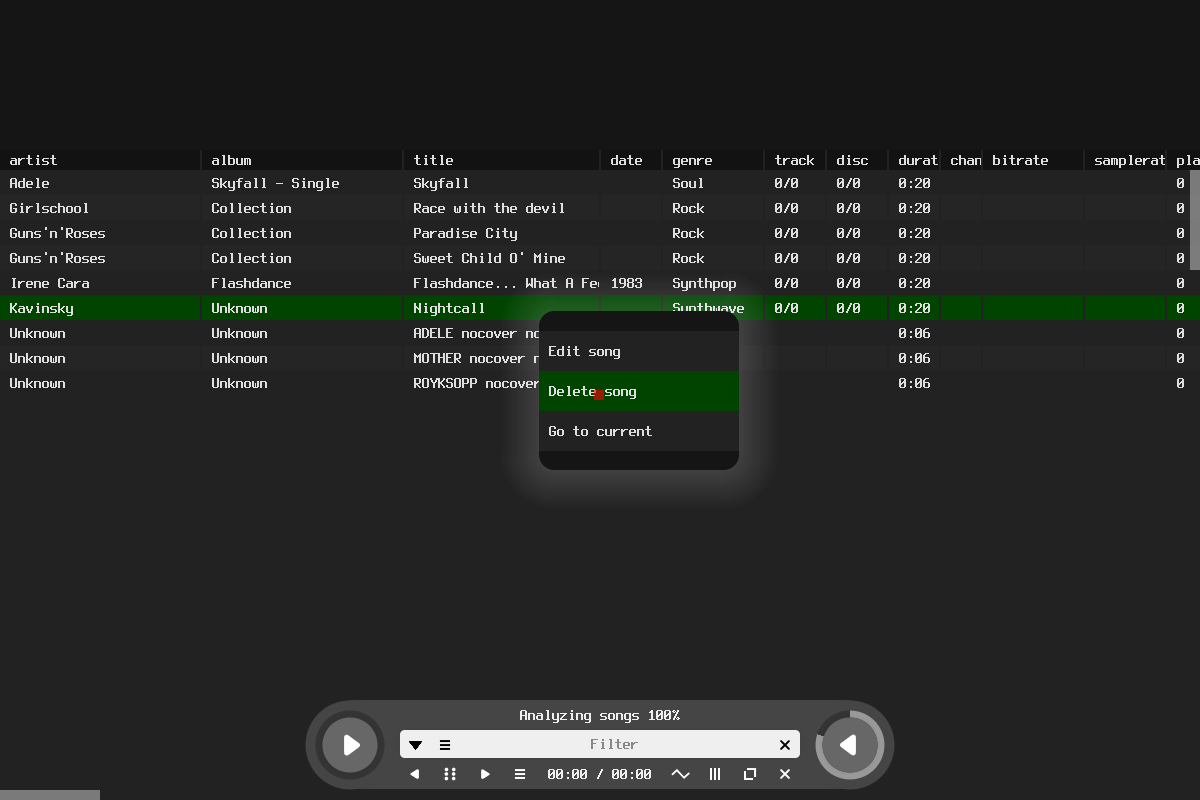 artist album title date genre track disc durat chan bitrate samplerat pla
Adele Skyfall - Single Skyfall Soul 0/0 0/0 0:20 0
Girlschool Collection Race with the devil Rock 0/0 0/0 0:20 0
Guns'n'Roses Collection Paradise City Rock 0/0 0/0 0:20 0
Guns'n'Roses Collection Sweet Child O' Mine Rock 0/0 0/0 0:20 0
Irene Cara Flashdance Flashdance... What A Fe 1983 Synthpop 0/0 0/0 0:20 0
Kavinsky Unknown Nightcall Synthwave 0/0 0/0 0:20 0
Unknown Unknown ADELE nocover no 0:06 0
Unknown Unknown MOTHER nocover 0:06 0
Unknown Unknown ROYKSOPP nocover 0:06 0
Edit song
Delete song
Go to current
Analyzing songs 100%
Filter
00:00 / 00:00